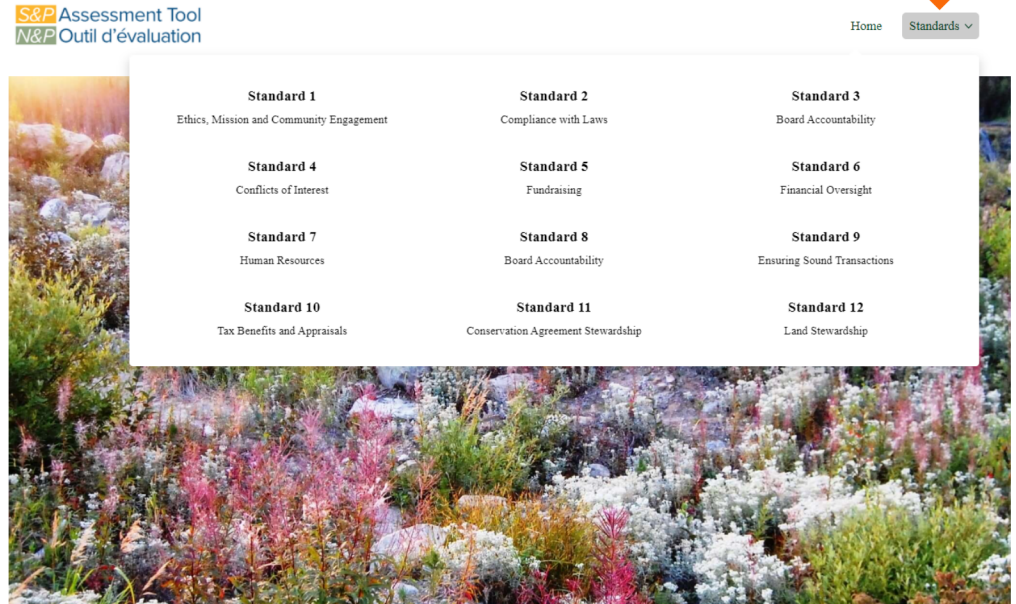 S&P Assessment Tool
N&P Outil d'évaluation
Home
Standards
Standard 1
Ethics, Mission and Community Engagement
Standard 2
Compliance with Laws
Standard 3
Board Accountability
Standard 4
Conflicts of Interest
Standard 5
Fundraising
Standard 6
Financial Oversight
Standard 7
Human Resources
Standard 8
Board Accountability
Standard 9
Ensuring Sound Transactions
Standard 10
Tax Benefits and Appraisals
Standard 11
Conservation Agreement Stewardship
Standard 12
Land Stewardship